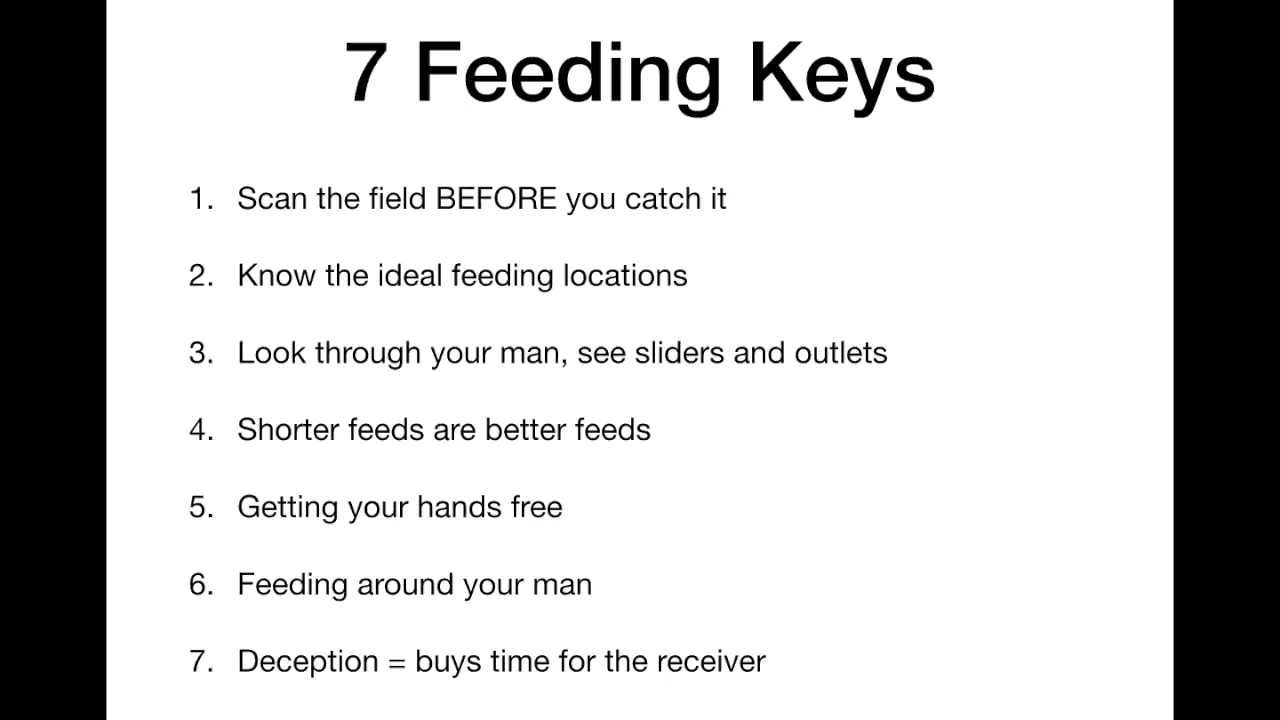 7 Feeding Keys
1. Scan the field BEFORE you catch it
2. Know the ideal feeding locations
3. Look through your man, see sliders and outlets
4. Shorter feeds are better feeds
5. Getting your hands free
6. Feeding around your man
7. Deception = buys time for the receiver